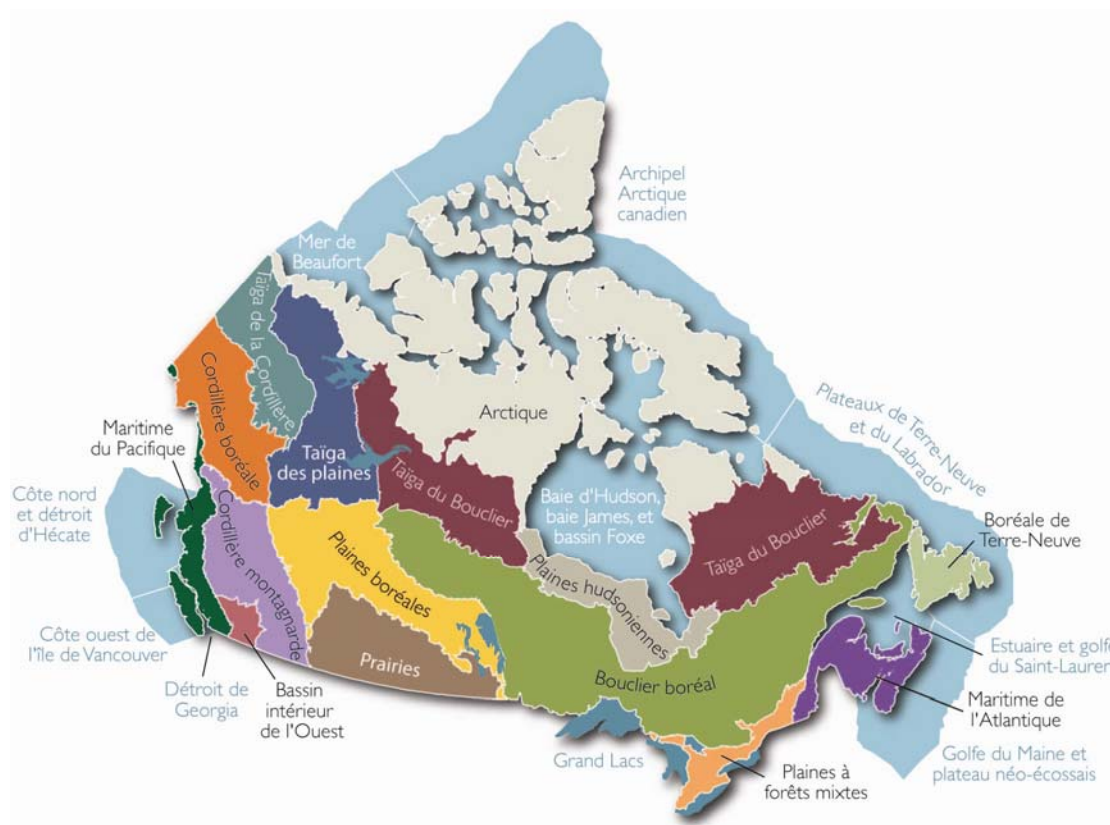 Archipel
Arctique
canadien
Mer de
Beaufort
Taïga de
la Cordillère
Cordillère boréale
Arctique
Plateaux de Terre-Neuve
et du Labrador
Maritime
du Pacifique
Taïga
des plaines
Taïga du Bouclier
Baie d'Hudson,
baie James, et
bassin Foxe
Côte nord
et détroit
d'Hécate
Cordillère montagnarde
Taïga du Bouclier
Boréale de
Terre-Neuve
Plaines boréales
Plaines hudsoniennes
Côte ouest de
l'île de Vancouver
Prairies
Bouclier boréal
Estuaire et golfe
du Saint-Lauren
Détroit de
Georgia
Bassin
intérieur
de l'Ouest
Maritime de
l'Atlantique
Grand Lacs
Plaines à
forêts mixtes
Golfe du Maine et
plateau néo-écossais